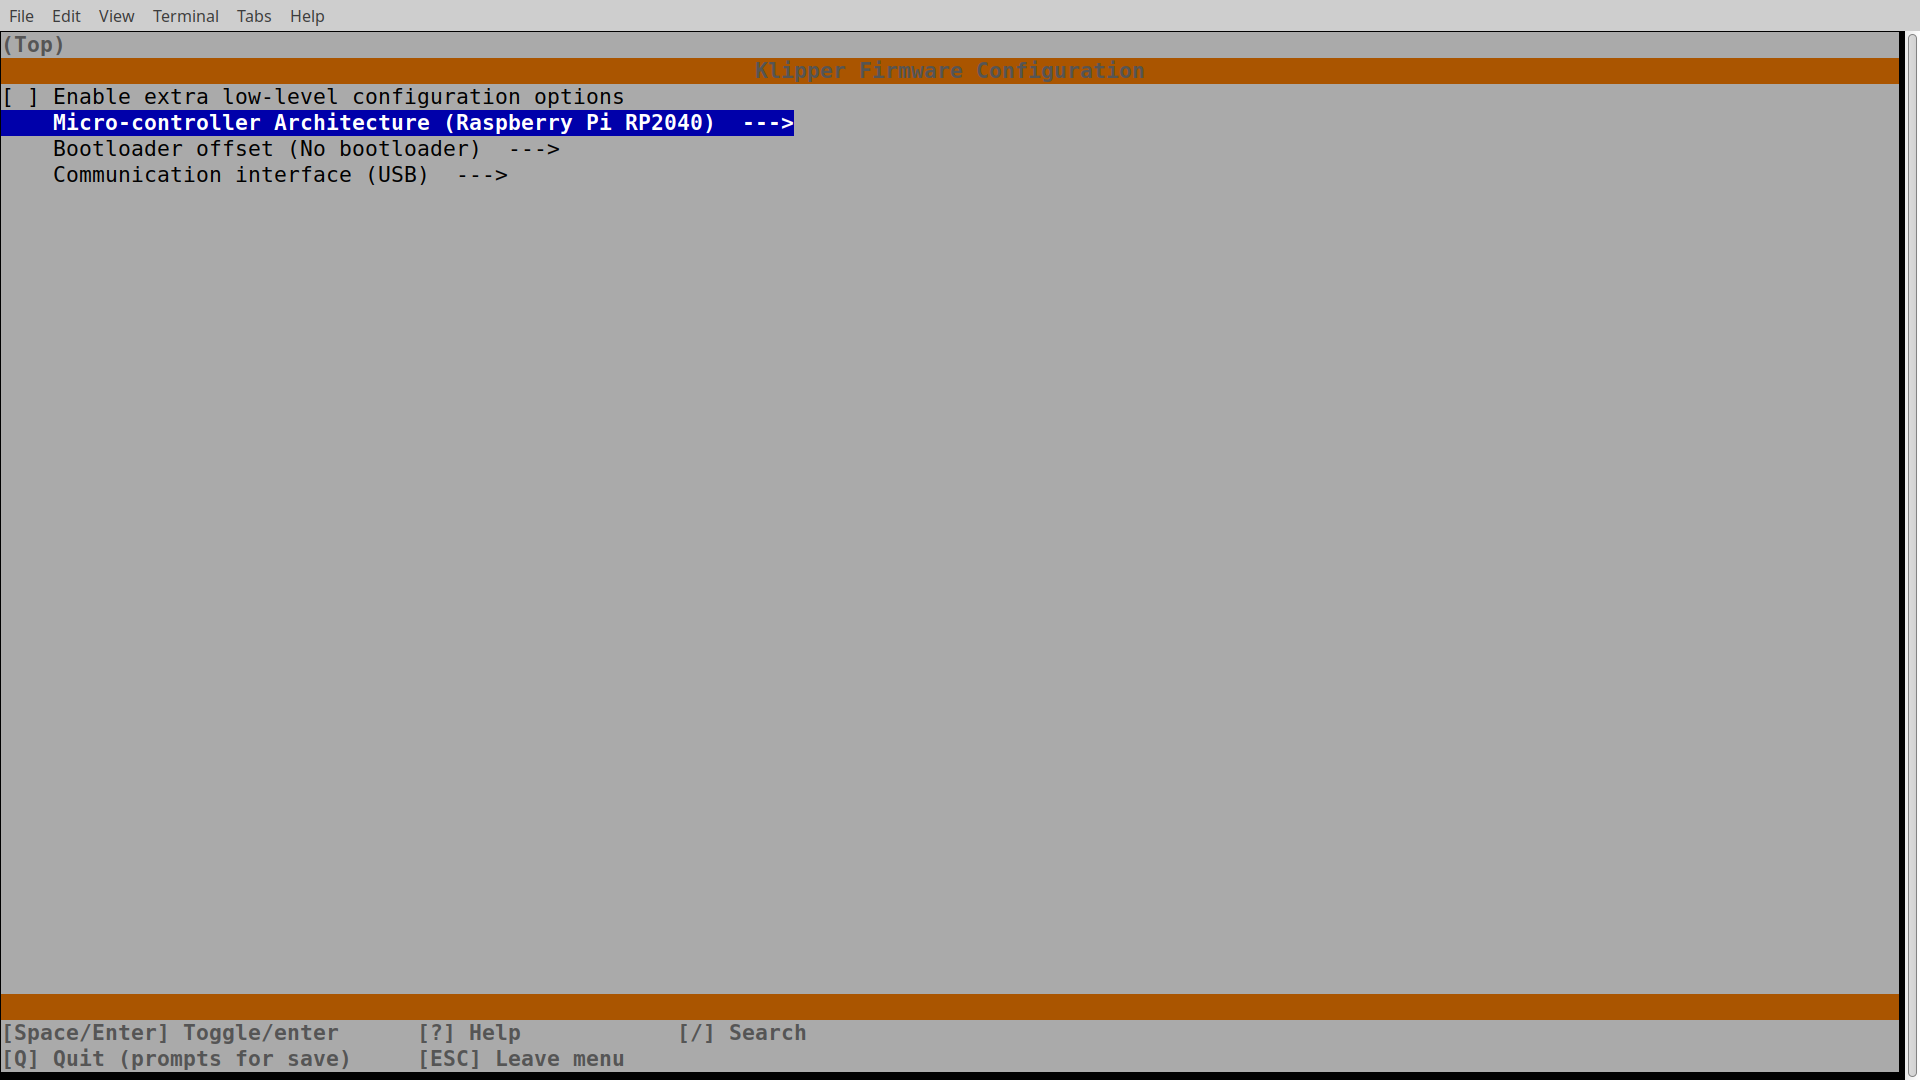 File Edit View Terminal Tabs Help
(Top)
Klipper Firmware Configuration
[ ] Enable extra low-level configuration options
Micro-controller Architecture (Raspberry Pi RP2040)  --->
Bootloader offset (No bootloader)  --->
Communication interface (USB)  --->
[Space/Enter] Toggle/enter      [?] Help            [/] Search
[Q] Quit (prompts for save)     [ESC] Leave menu